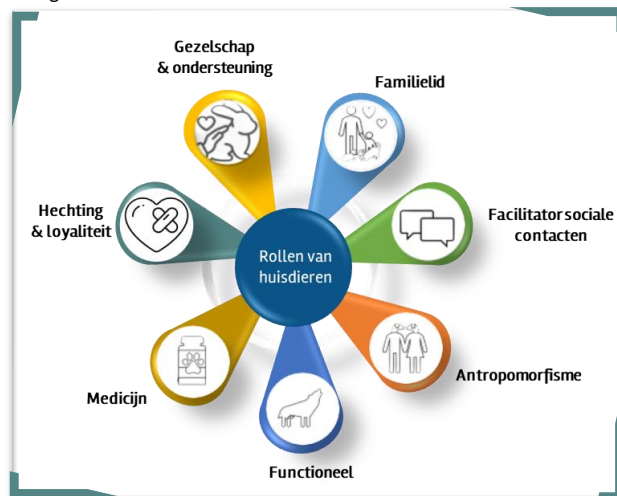 Gezelschap
& ondersteuning
Familielid
Hechting
& loyaliteit
Facilitator sociale
contacten
Rollen van
huisdieren
Medicijn
Antropomorfisme
Functioneel